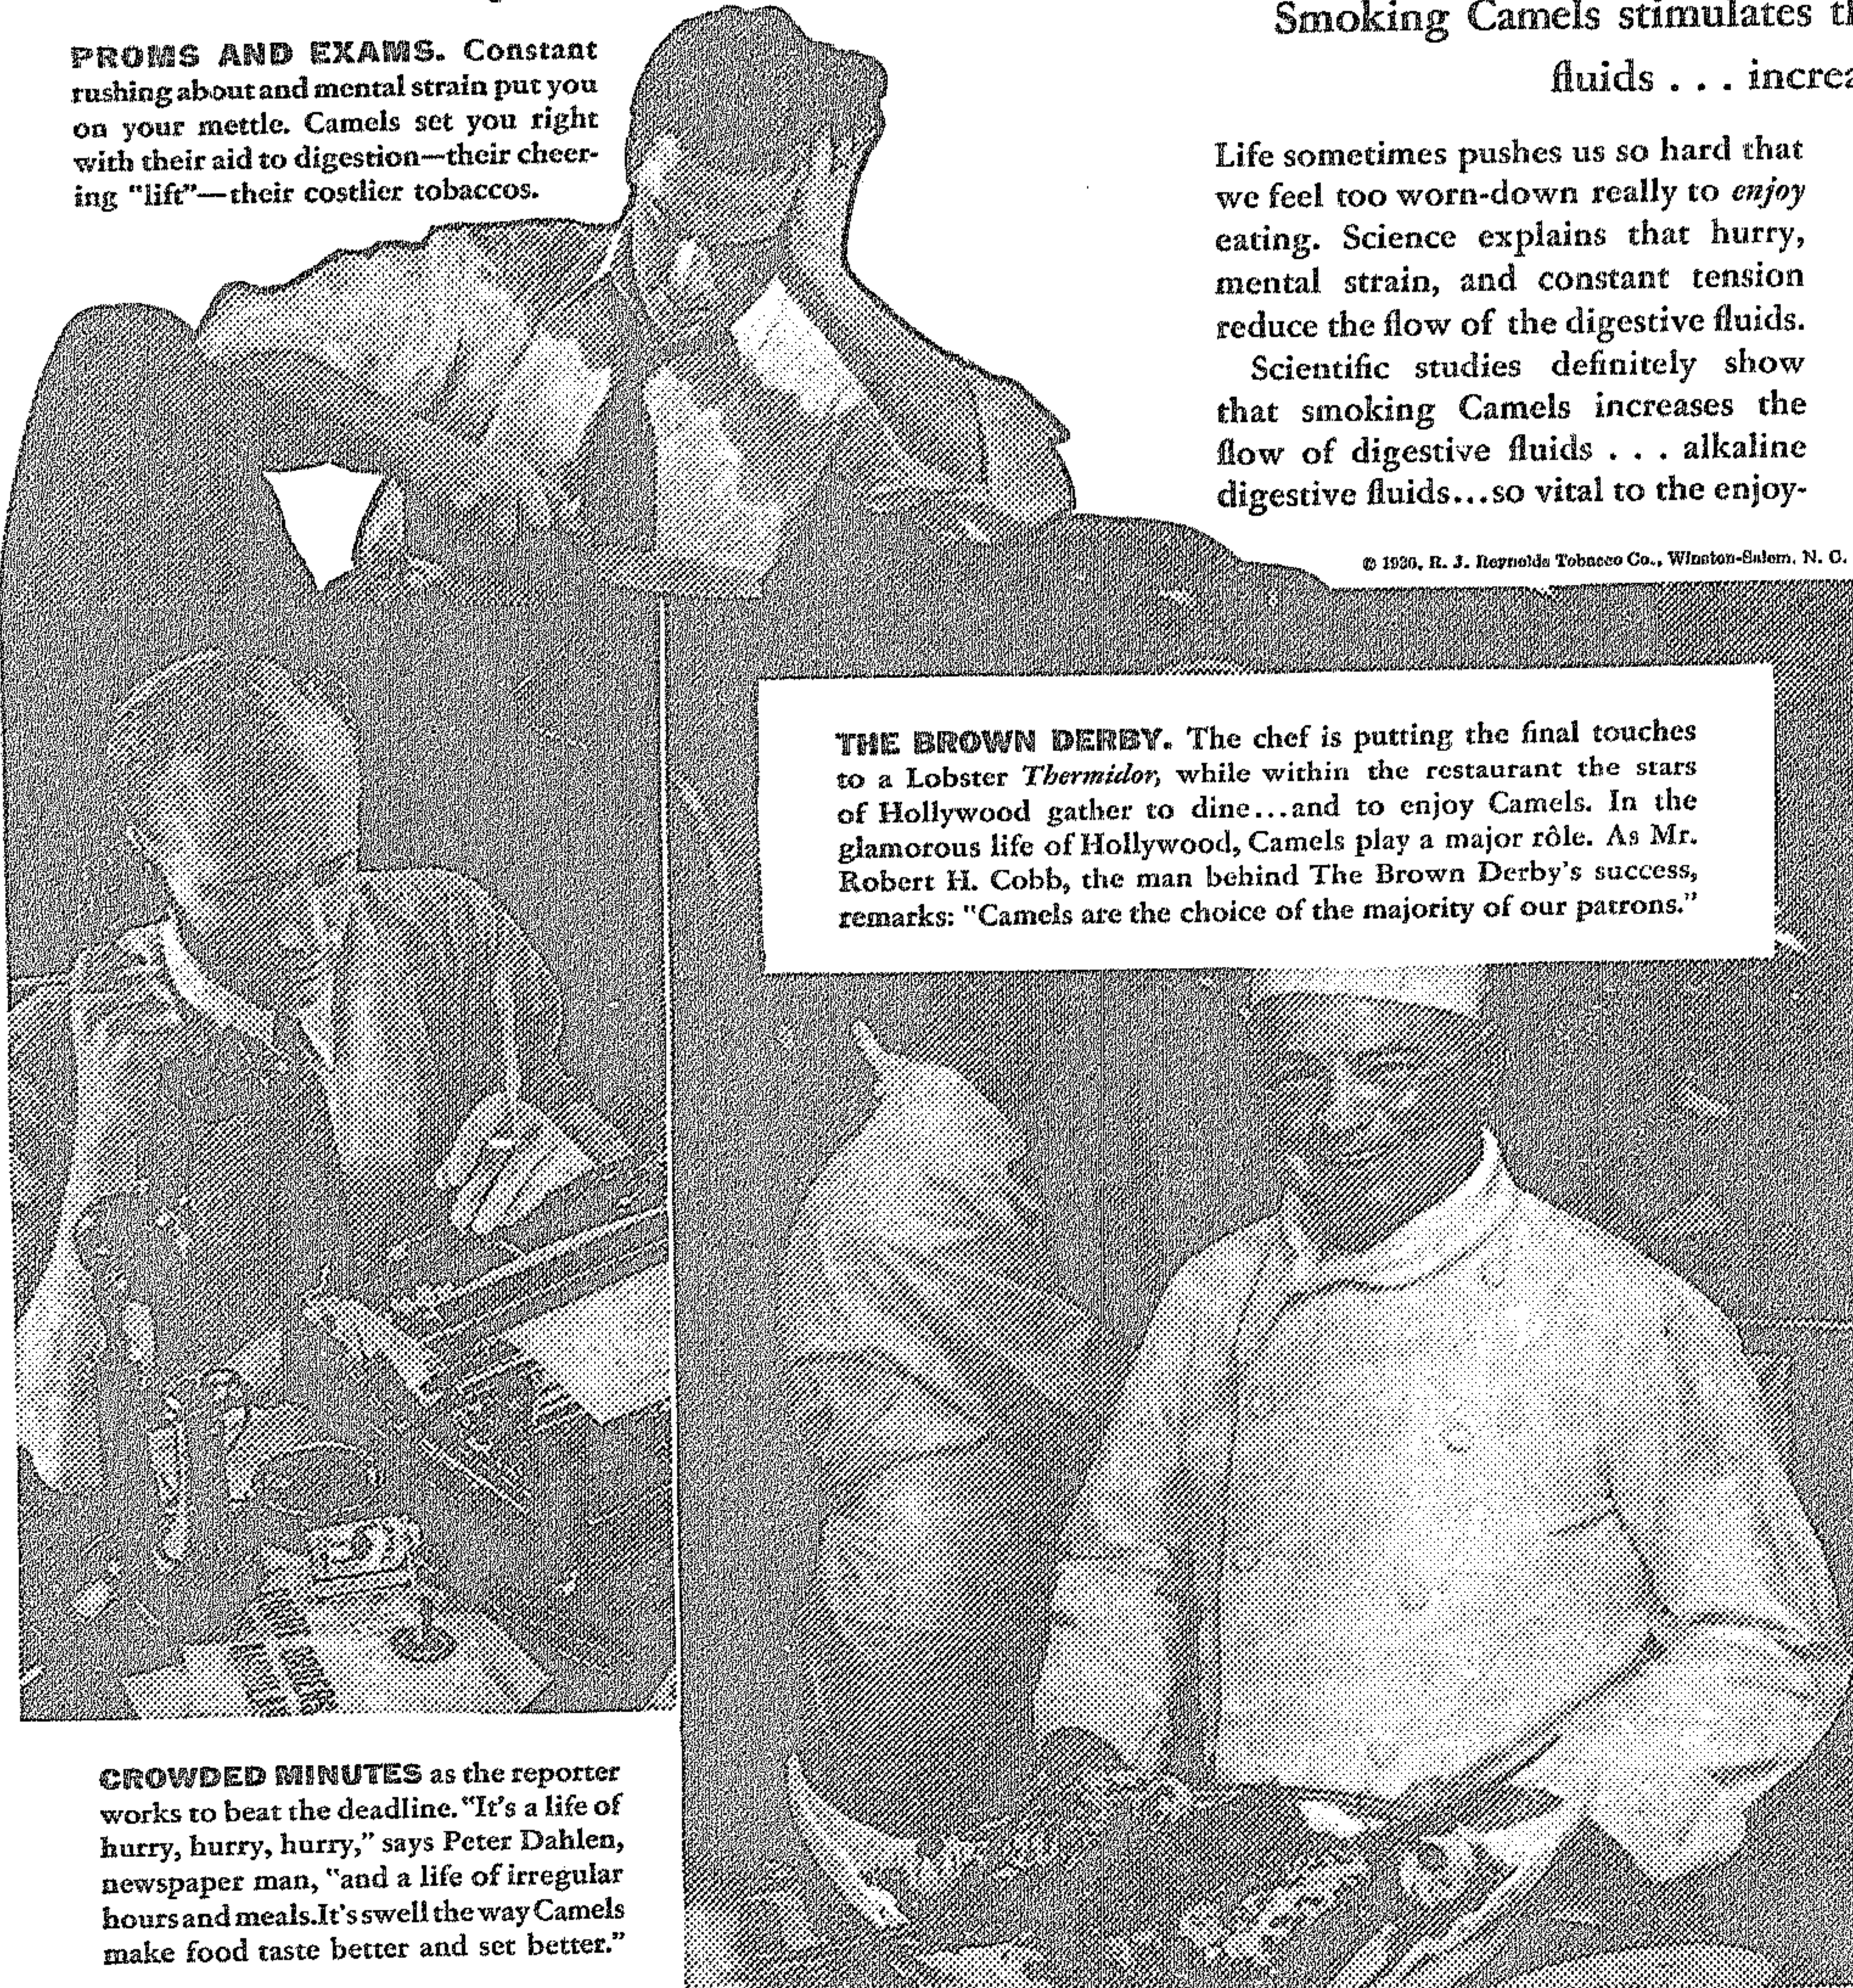 PROMS AND EXAMS. Constant
rushing about and mental strain put you
on your mettle. Camels set you right
with their aid to digestion—their cheer-
ing "lift"—their costlier tobaccos.
Smoking Camels stimulates
fluids . . . increa
Life sometimes pushes us so hard that
we feel too worn-down really to enjoy
eating. Science explains that hurry,
mental strain, and constant tension
reduce the flow of the digestive fluids.
Scientific studies definitely show
that smoking Camels increases the
flow of digestive fluids . . . alkaline
digestive fluids...so vital to the enjoy-
R. J. Reynolds Tobacco Co., Winston-Salem, N. C.
THE BROWN DERBY. The chef is putting the final touches
to a Lobster Thermidor, while within the restaurant the stars
of Hollywood gather to dine...and to enjoy Camels. In the
glamorous life of Hollywood, Camels play a major rôle. As Mr.
Robert H. Cobb, the man behind The Brown Derby's success,
remarks: "Camels are the choice of the majority of our patrons."
CROWDED MINUTES as the reporter
works to beat the deadline. "It's a life of
hurry, hurry, hurry," says Peter Dahlen,
newspaper man, "and a life of irregular
hours and meals. It's swell the way Camels
make food taste better and set better."